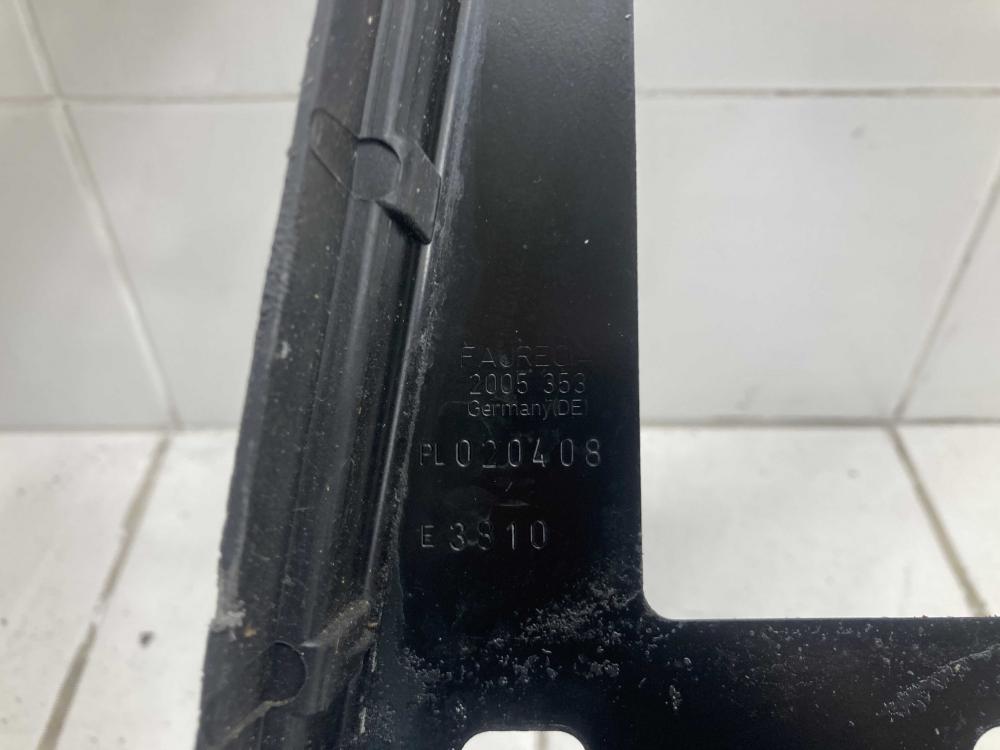 FAURECIA
2005 353
Germany(DE)
PL 020408
E 3810